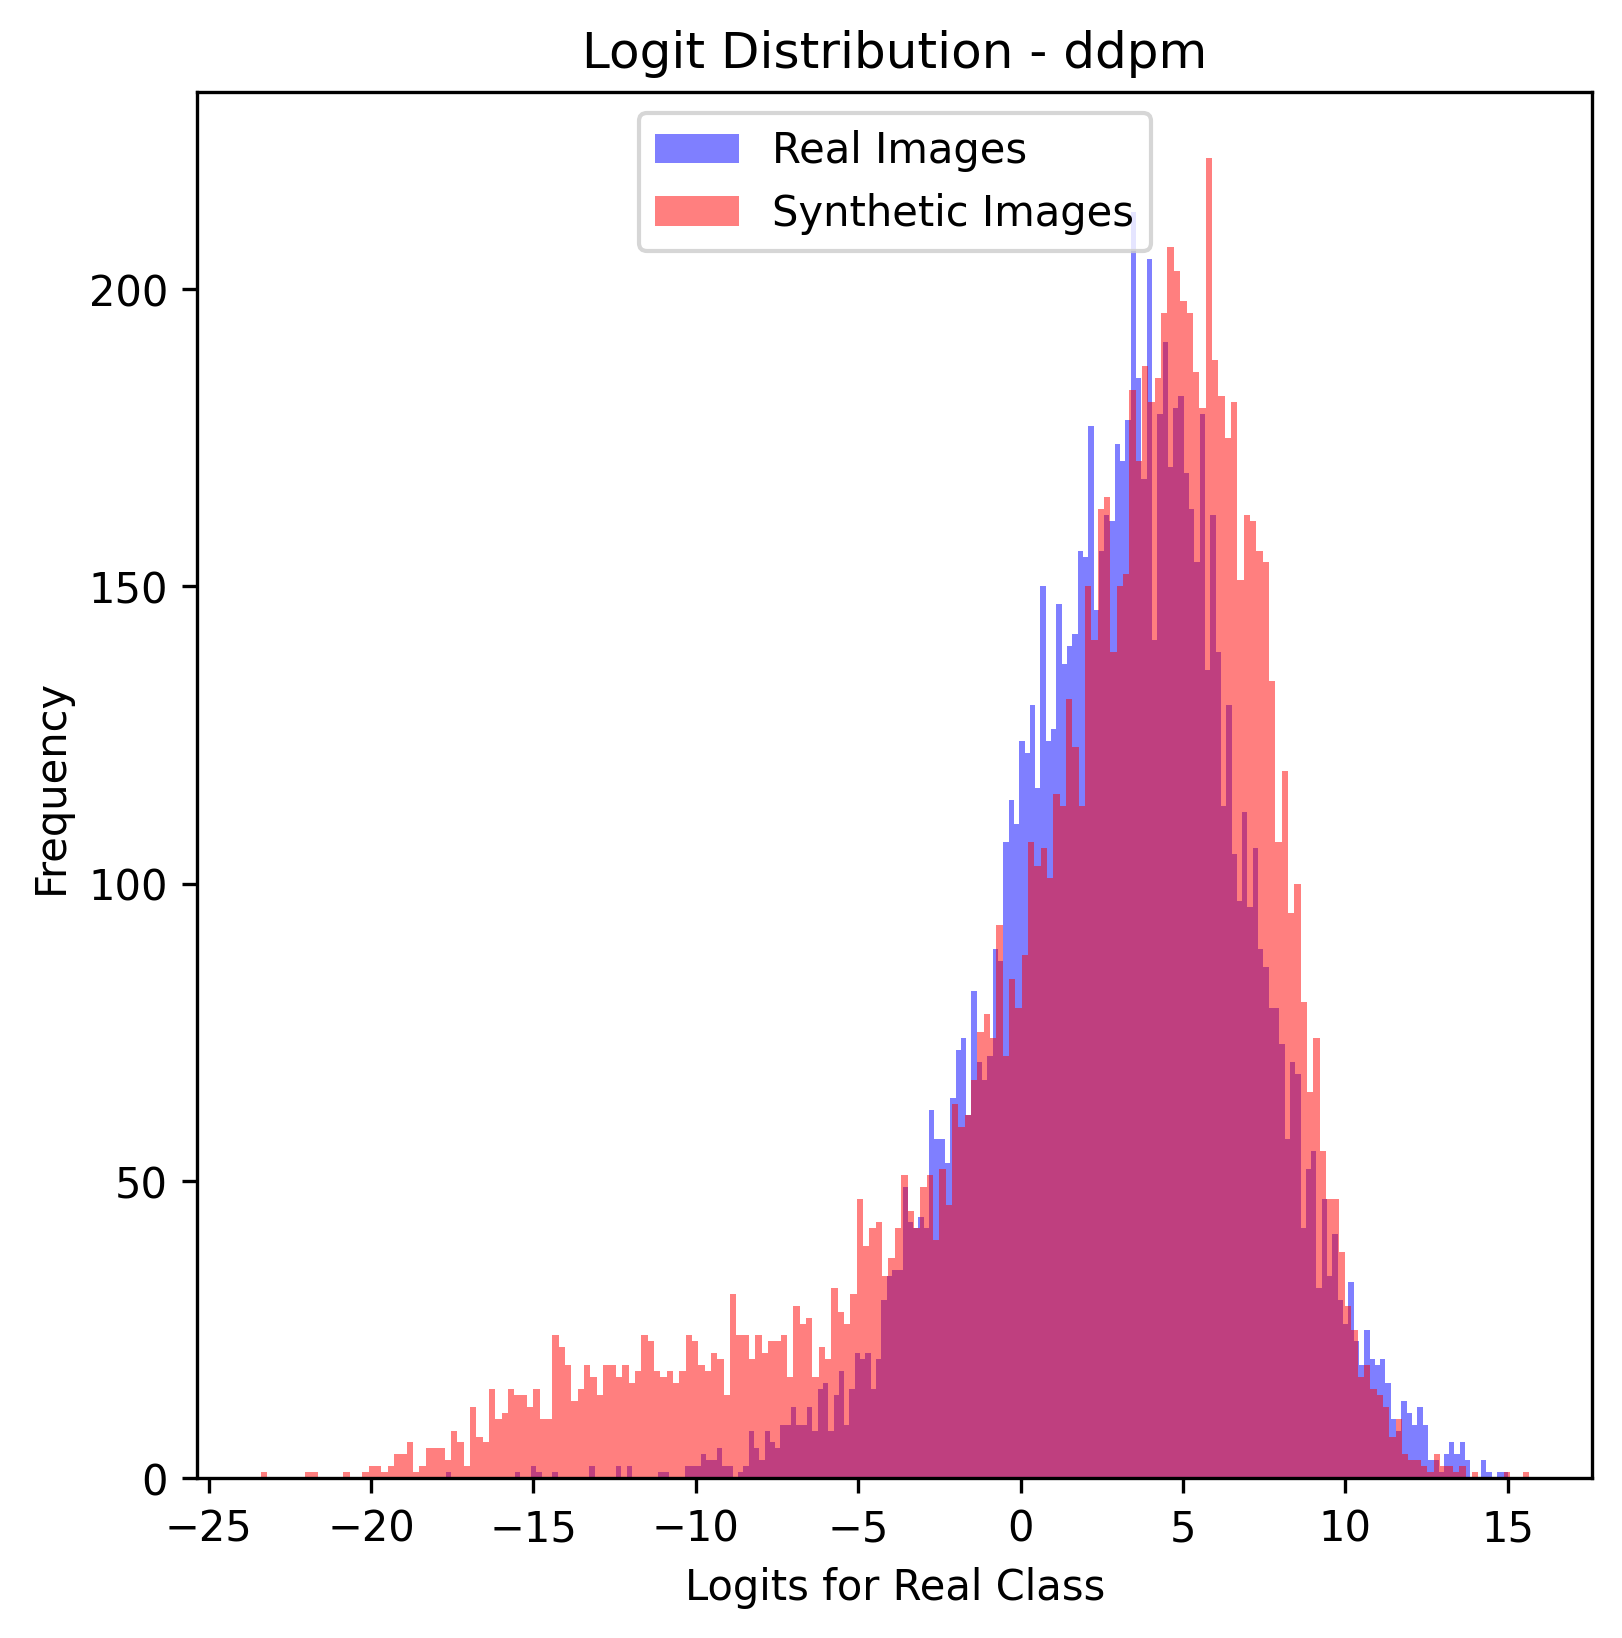 Logit Distribution - ddpm
Real Images
Synthetic Images
Frequency
200
150
100
50
0
−25 −20 −15 −10 −5 0 5 10 15
Logits for Real Class